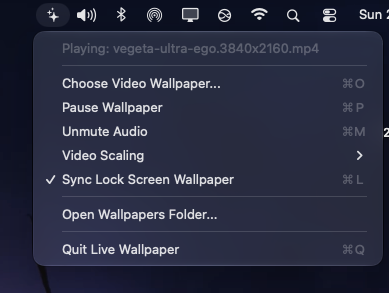 Sun 2
Playing: vegeta-ultra-ego.3840x2160.mp4
Choose Video Wallpaper... ⌘O
Pause Wallpaper ⌘P
Unmute Audio ⌘M
2
Video Scaling
Sync Lock Screen Wallpaper ⌘L
Open Wallpapers Folder...
Quit Live Wallpaper ⌘Q